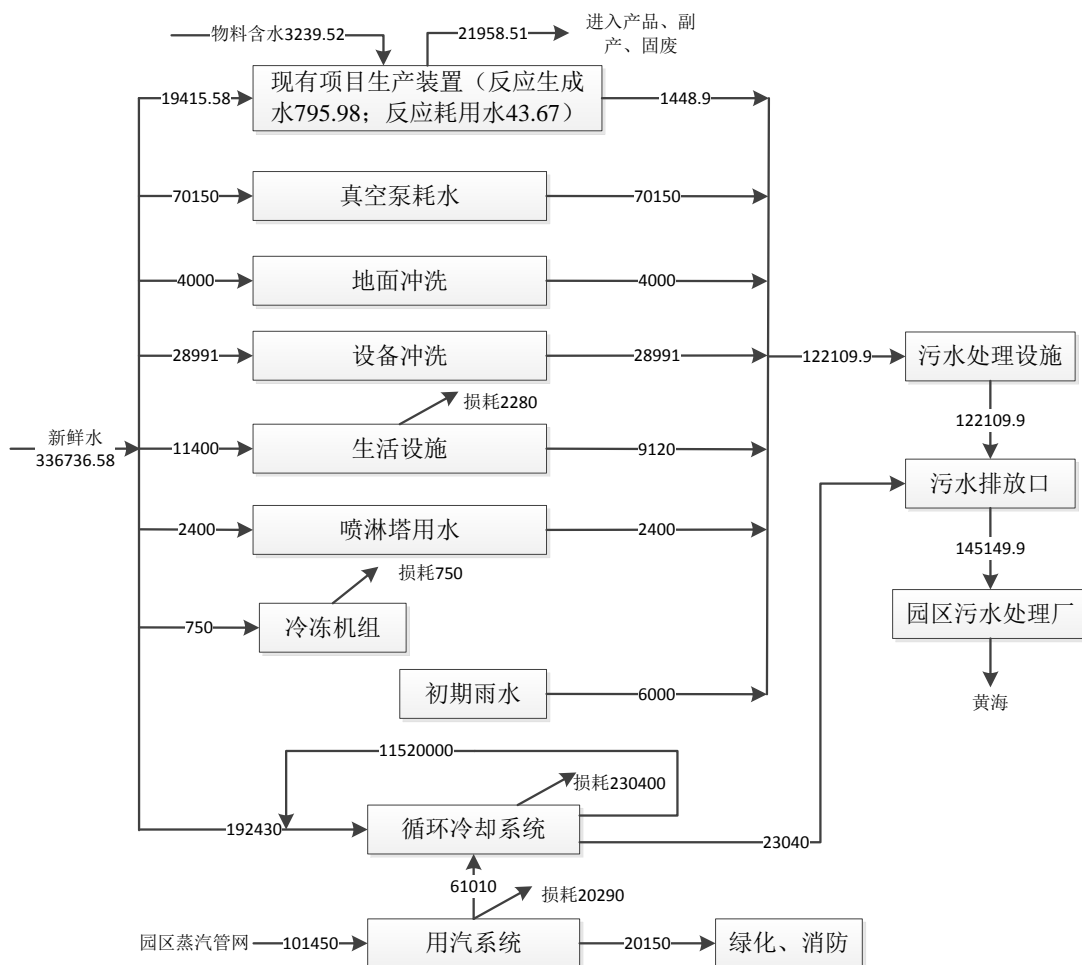 物料含水3239.52
21958.51
进入产品、副
产、固废
19415.58
现有项目生产装置（反应生成
水795.98；反应耗用水43.67）
1448.9
70150
真空泵耗水
70150
4000
地面冲洗
4000
28991
设备冲洗
28991
122109.9
污水处理设施
损耗2280
122109.9
新鲜水
336736.58
11400
生活设施
9120
污水排放口
2400
喷淋塔用水
2400
145149.9
损耗750
750
冷冻机组
园区污水处理厂
初期雨水
6000
黄海
11520000
损耗230400
192430
循环冷却系统
23040
61010
损耗20290
园区蒸汽管网
101450
用汽系统
20150
绿化、消防